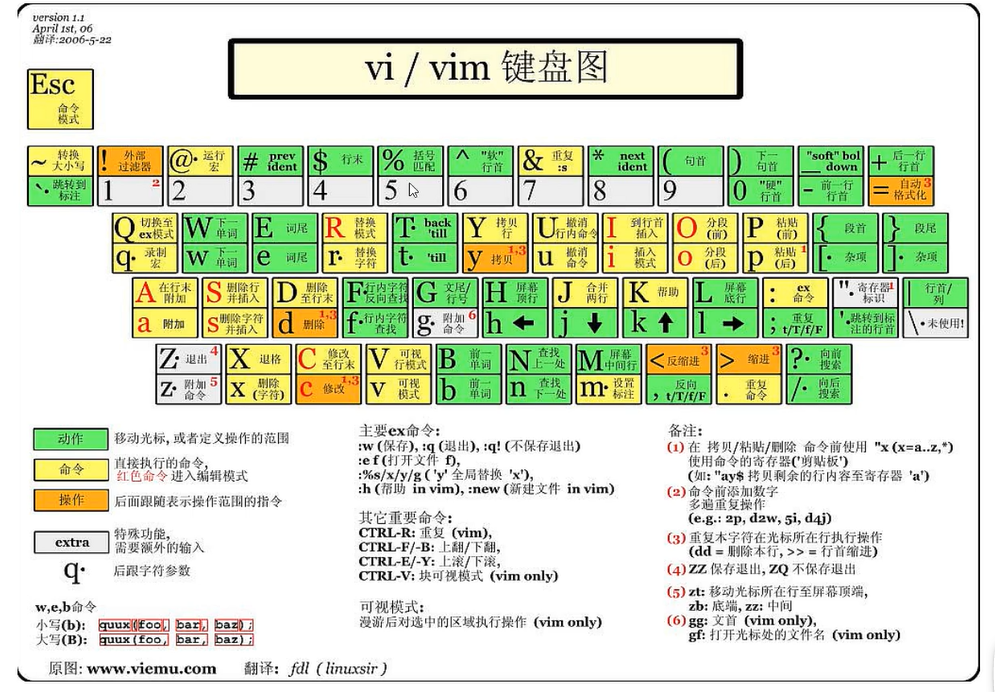 version 1.1
April 1st, 06
翻译:2006-5-22
vi / vim 键盘图
Esc
命令
模式
~ 转换大小写
! 外部过滤器
@· 运行宏
# prev ident
$ 行末
% 括号匹配
^ "软"行首
& 重复 :s
* next ident
( 句首
) 下一句首
_ "soft" bol down
+ 后一行行首
`· 跳转到标注
1 2
2
3
4
5
6
7
8
9
0 "硬"行首
- 前一行行首
= 自动格式化 3
Q 切换至ex模式
W 下一单词
E 词尾
R 替换模式
T· back 'till
Y 拷贝行
U 撤消行内命令
I 到行首插入
O 分段(前)
P 粘贴(前)
{ 段首
} 段尾
q· 录制宏
w 下一单词
e 词尾
r· 替换字符
t· 'till
y 拷贝 1,3
u 撤消命令
i 插入模式
o 分段(后)
p 粘贴(后) 1
[· 杂项
]· 杂项
A 在行末附加
S 删除行并插入
D 删除至行末
F· 行内字符反向查找
G 文尾/行号
H 屏幕顶行
J 合并两行
K 帮助
L 屏幕底行
: ex命令
"· 寄存器标识 1
| 行首/列
a 附加
s 删除字符并插入
d 删除 1,3
f· 行内字符查找
g· 附加命令 6
h ←
j ↓
k ↑
l →
; 重复 t/T/f/F
'· 跳转到标注的行首
\· 未使用!
Z· 退出 4
X 退格
C 修改至行末
V 可视行模式
B 前一单词
N 查找上一处
M 屏幕中间行
< 反缩进 3
> 缩进 3
?· 向前搜索
z· 附加命令 5
x 删除(字符)
c 修改 1,3
v 可视模式
b 前一单词
n 查找下一处
m· 设置标注
, 反向 t/T/f/F
. 重复命令
/· 向后搜索
动作 移动光标, 或者定义操作的范围
命令 直接执行的命令,
红色命令 进入编辑模式
操作 后面跟随表示操作范围的指令
extra 特殊功能,
需要额外的输入
q· 后跟字符参数
w,e,b命令
小写(b): quux(foo, bar, baz);
大写(B): quux(foo, bar, baz);
原图: www.viemu.com 翻译: fdl ( linuxsir )
主要ex命令:
:w (保存), :q (退出), :q! (不保存退出)
:e f (打开文件 f),
:%s/x/y/g ( 'y' 全局替换 'x'),
:h (帮助 in vim), :new (新建文件 in vim)
其它重要命令:
CTRL-R: 重复 (vim),
CTRL-F/-B: 上翻/下翻,
CTRL-E/-Y: 上滚/下滚,
CTRL-V: 块可视模式 (vim only)
可视模式:
漫游后对选中的区域执行操作 (vim only)
备注:
(1) 在 拷贝/粘贴/删除 命令前使用 "x (x=a..z,*)
使用命令的寄存器('剪贴板')
(如: "ay$ 拷贝剩余的行内容至寄存器 'a')
(2) 命令前添加数字
多遍重复操作
(e.g.: 2p, d2w, 5i, d4j)
(3) 重复本字符在光标所在行执行操作
(dd = 删除本行, >> = 行首缩进)
(4) ZZ 保存退出, ZQ 不保存退出
(5) zt: 移动光标所在行至屏幕顶端,
zb: 底端, zz: 中间
(6) gg: 文首 (vim only),
gf: 打开光标处的文件名 (vim only)